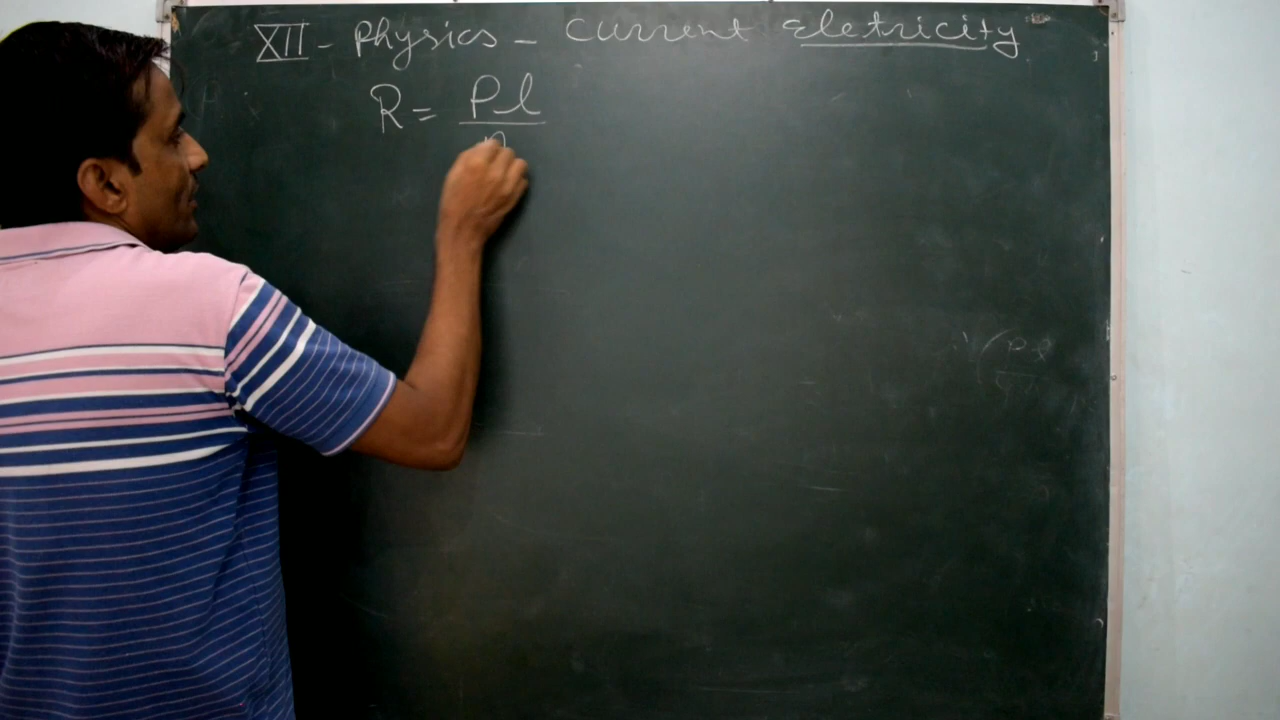 XII - Physics - Current Eletricity
R = Pl